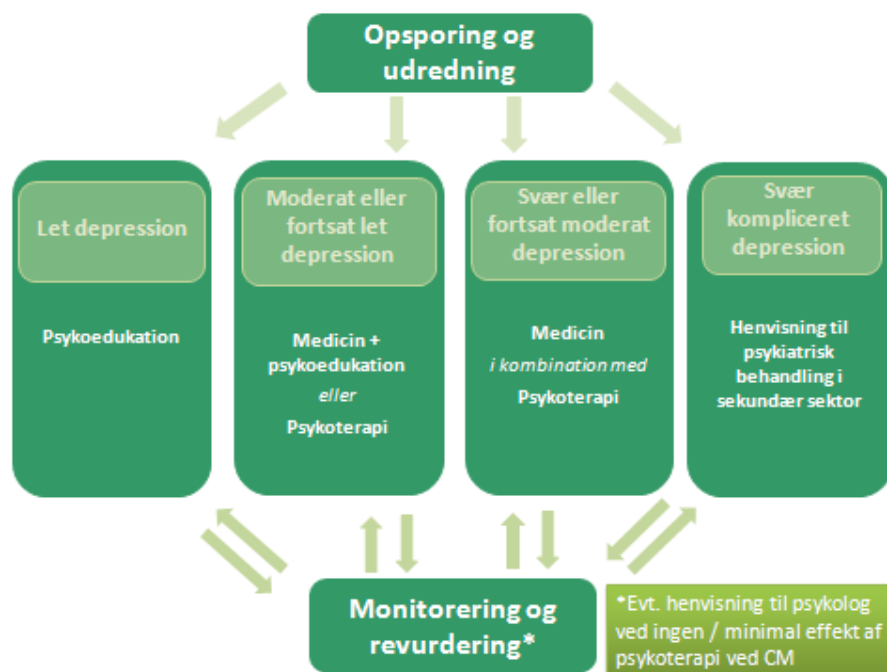 Opsporing og
udredning
Let depression
Psykoedukation
Moderat eller
fortsat let
depression
Medicin +
psykoedukation
eller
Psykoterapi
Svær eller
fortsat moderat
depression
Medicin
i kombination med
Psykoterapi
Svær
kompliceret
depression
Henvisning til
psykiatrisk
behandling i
sekundær sektor
Monitorering og
revurdering*
*Evt. henvisning til psykolog
ved ingen / minimal effekt af
psykoterapi ved CM